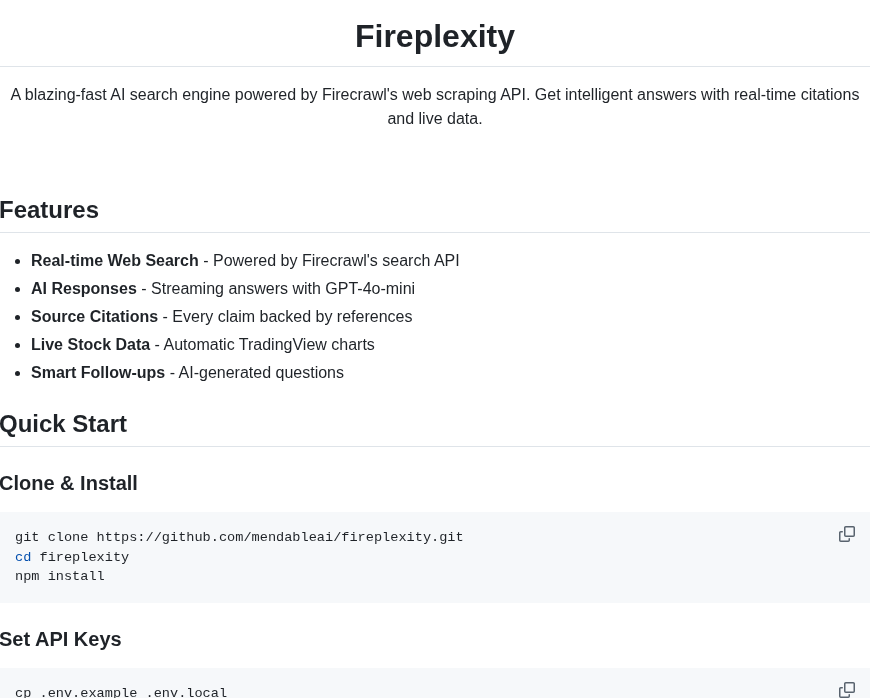 Fireplexity
A blazing-fast AI search engine powered by Firecrawl's web scraping API. Get intelligent answers with real-time citations
and live data.
Features
Real-time Web Search - Powered by Firecrawl's search API
AI Responses - Streaming answers with GPT-4o-mini
Source Citations - Every claim backed by references
Live Stock Data - Automatic TradingView charts
Smart Follow-ups - AI-generated questions
Quick Start
Clone & Install
git clone https://github.com/mendableai/fireplexity.git
cd fireplexity
npm install
Set API Keys
cp .env.example .env.local